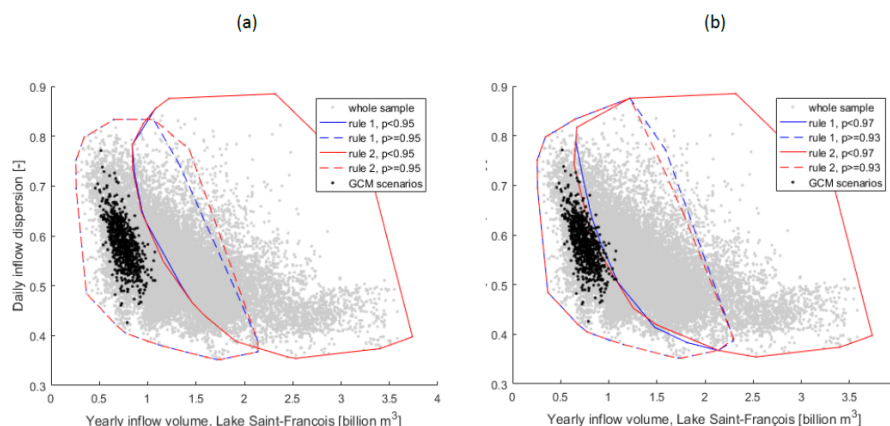 (a)
(b)
0.9
0.8
0.7
0.6
0.5
0.4
0.3
0
0.5
1
1.5
2
2.5
3
3.5
4
Daily inflow dispersion [-]
Yearly inflow volume, Lake Saint-François [billion m³]
whole sample
rule 1, p<0.95
rule 1, p>=0.95
rule 2, p<0.95
rule 2, p>=0.95
GCM scenarios
0.9
0.8
0.7
0.6
0.5
0.4
0.3
0
0.5
1
1.5
2
2.5
3
3.5
Yearly inflow volume, Lake Saint-François [billion m³]
whole sample
rule 1, p<0.97
rule 1, p>=0.93
rule 2, p<0.97
rule 2, p>=0.93
GCM scenarios